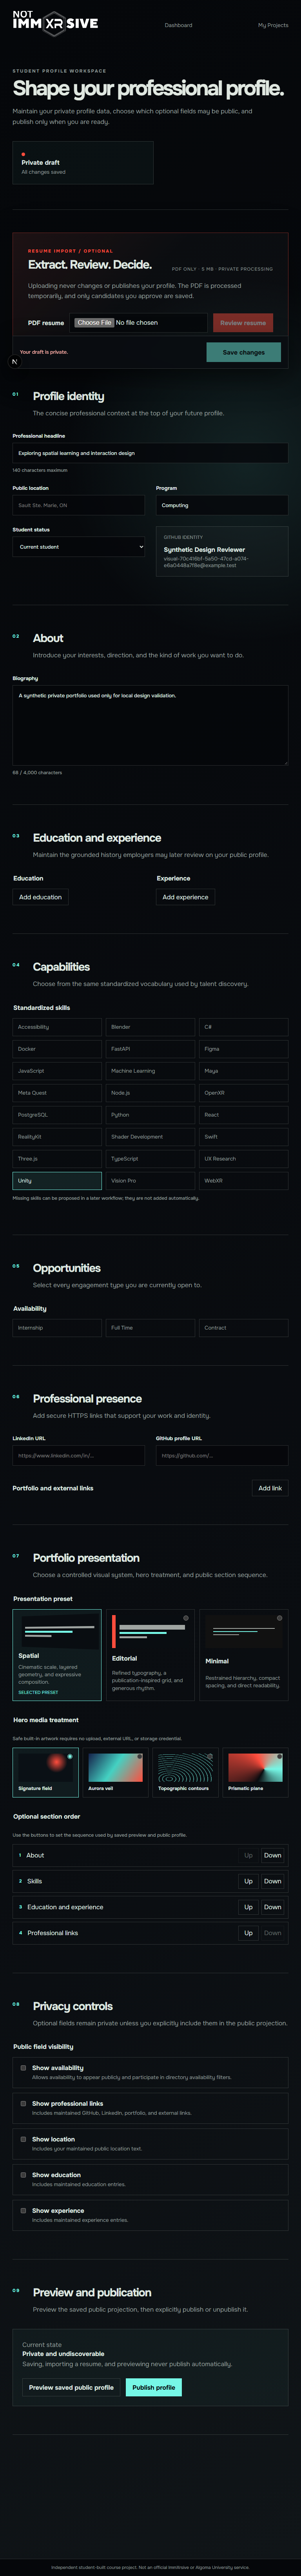 NOT
IMMXRSIVE
Dashboard
My Projects
STUDENT PROFILE WORKSPACE
Shape your professional profile.
Maintain your private profile data, choose which optional fields may be public, and
publish only when you are ready.
Private draft
All changes saved
RESUME IMPORT / OPTIONAL
Extract. Review. Decide.
PDF ONLY · 5 MB · PRIVATE PROCESSING
Uploading never creates or publishes your profile. The PDF is processed
temporarily, and only candidates you approve are saved.
PDF resume
Choose File No file chosen
Review resume
N
Your draft is private.
Save changes
01
Profile identity
The concise professional context at the top of your future profile.
Professional headline
Exploring spatial learning and interaction design
140 characters maximum
Public location
Program
Sault Ste. Marie, ON
Computing
Student status
Current student
GITHUB IDENTITY
Synthetic Design Reviewer
02
About
Introduce your interests, direction, and the kind of work you want to do.
Biography
A synthetic private portfolio used only for local design validation.
68 / 4,000 characters
03
Education and experience
Maintain the grounded history employers may later review on your public profile.
Education
Experience
Add education
Add experience
04
Capabilities
Choose from the same standardized vocabulary used by talent discovery.
Standardized skills
Accessibility
Blender
C#
Docker
FastAPI
Figma
JavaScript
Machine Learning
Maya
Meta Quest
Node.js
OpenXR
PostgreSQL
Python
React
RealityKit
Shader Development
Swift
Three.js
TypeScript
UX Research
Unity
Vision Pro
WebXR
Missing skills can be proposed in a later workflow; they are not added automatically.
05
Opportunities
Select every engagement type you are currently open to.
Availability
Internship
Full Time
Contract
06
Professional presence
Add secure HTTPS links that support your work and identity.
LinkedIn URL
GitHub profile URL
https://www.linkedin.com/in/...
https://github.com/...
Portfolio and external links
Add link
07
Portfolio presentation
Choose a controlled visual system, hero treatment, and public section sequence.
Presentation preset
Spatial
Cinematic scale, layered
geometry, and expressive
composition.
SELECTED PRESET
Editorial
Refined typography, a
publication-inspired grid, and
generous rhythm.
Minimal
Restrained hierarchy, compact
spacing, and direct readability.
Hero media treatment
Safe built-in artwork requires no upload, external URL, or storage credential.
Signature field
Aurora veil
Topographic contours
Prismatic plane
Optional section order
Use the buttons to set the sequence used by saved preview and public profile.
1 About
Up Down
2 Skills
Up Down
3 Education and experience
Up Down
4 Professional links
Up Down
08
Privacy controls
Optional fields remain private unless you explicitly include them in the public projection.
Public field visibility
Show availability
Allows availability to appear publicly and participate in directory availability filters.
Show professional links
Includes maintained GitHub, LinkedIn, portfolio, and external links.
Show location
Includes your maintained public location text.
Show education
Includes maintained education entries.
Show experience
Includes maintained experience entries.
09
Preview and publication
Preview the saved public projection, then explicitly publish or unpublish it.
Current state
Private and undiscoverable
Saving, importing a resume, and previewing never publish automatically.
Preview saved public profile
Publish profile
Independent student-built course project. Not an official ImmXrsive or Algoma University service.